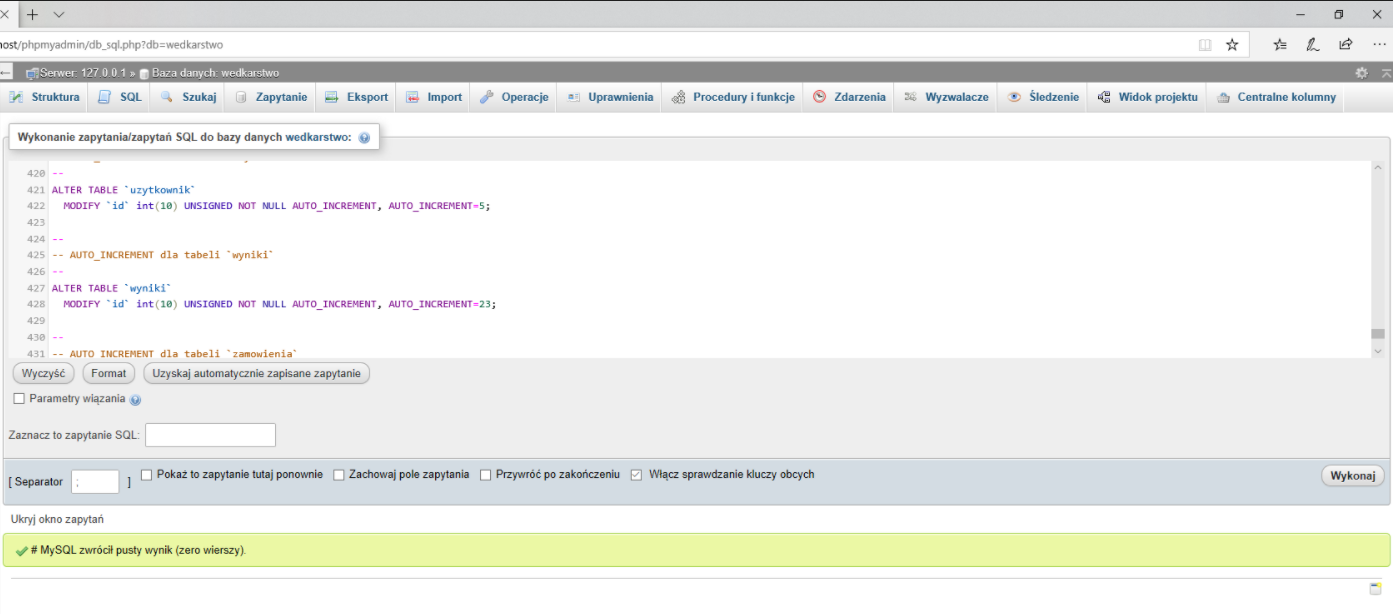 ost/phpmyadmin/db_sql.php?db=wedkarstwo
Serwer: 127.0.0.1 » Baza danych: wedkarstwo
Struktura SQL Szukaj Zapytanie Eksport Import Operacje Uprawnienia Procedury i funkcje Zdarzenia Wyzwalacze Śledzenie Widok projektu Centralne kolumny
Wykonanie zapytania/zapytań SQL do bazy danych wedkarstwo:
420 --
421 ALTER TABLE `uzytkownik`
422 MODIFY `id` int(10) UNSIGNED NOT NULL AUTO_INCREMENT, AUTO_INCREMENT=5;
423
424 --
425 -- AUTO_INCREMENT dla tabeli `wyniki`
426 --
427 ALTER TABLE `wyniki`
428 MODIFY `id` int(10) UNSIGNED NOT NULL AUTO_INCREMENT, AUTO_INCREMENT=23;
429
430 --
431 -- AUTO_INCREMENT dla tabeli `zamowienia`
Wyczyść Format Uzyskaj automatycznie zapisane zapytanie
Parametry wiązania
Zaznacz to zapytanie SQL:
[ Separator ; ] Pokaż to zapytanie tutaj ponownie Zachowaj pole zapytania Przywróć po zakończeniu Włącz sprawdzanie kluczy obcych Wykonaj
Ukryj okno zapytań
# MySQL zwrócił pusty wynik (zero wierszy).